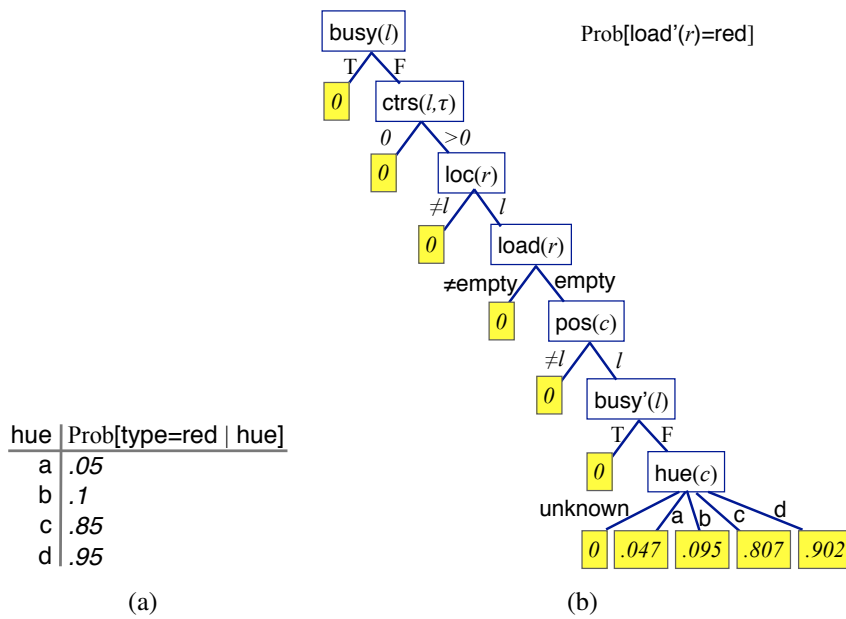 busy(l)
Prob[load'(r)=red]
T F
0
ctrs(l,τ)
0 >0
0
loc(r)
≠l l
0
load(r)
≠empty empty
0
pos(c)
≠l l
0
busy'(l)
T F
0
hue(c)
unknown a b c d
0 .047 .095 .807 .902
hue Prob[type=red | hue]
a .05
b .1
c .85
d .95
(a) (b)